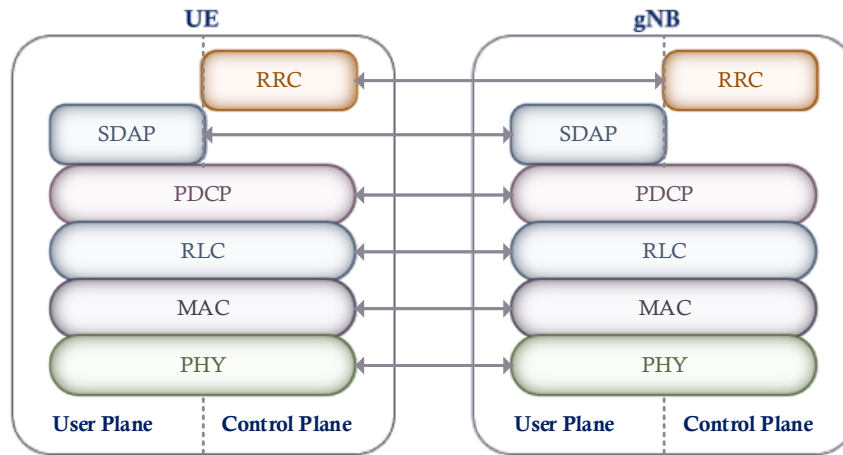 UE gNB
RRC RRC
SDAP SDAP
PDCP PDCP
RLC RLC
MAC MAC
PHY PHY
User Plane Control Plane User Plane Control Plane